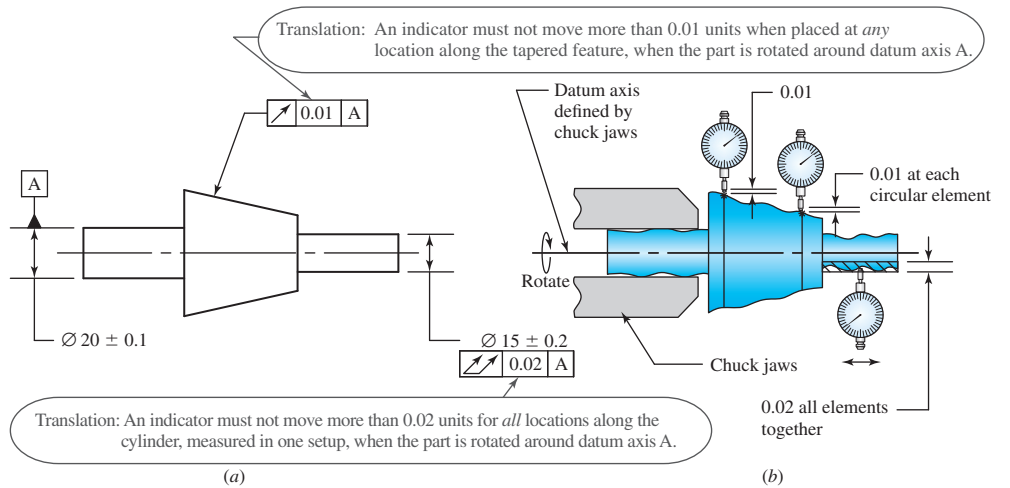 Translation: An indicator must not move more than 0.01 units when placed at any
location along the tapered feature, when the part is rotated around datum axis A.
0.01 A
A
Ø 20 ± 0.1
Ø 15 ± 0.2
0.02 A
Translation: An indicator must not move more than 0.02 units for all locations along the
cylinder, measured in one setup, when the part is rotated around datum axis A.
(a)
Datum axis
defined by
chuck jaws
0.01
0.01 at each
circular element
Rotate
Chuck jaws
0.02 all elements
together
(b)